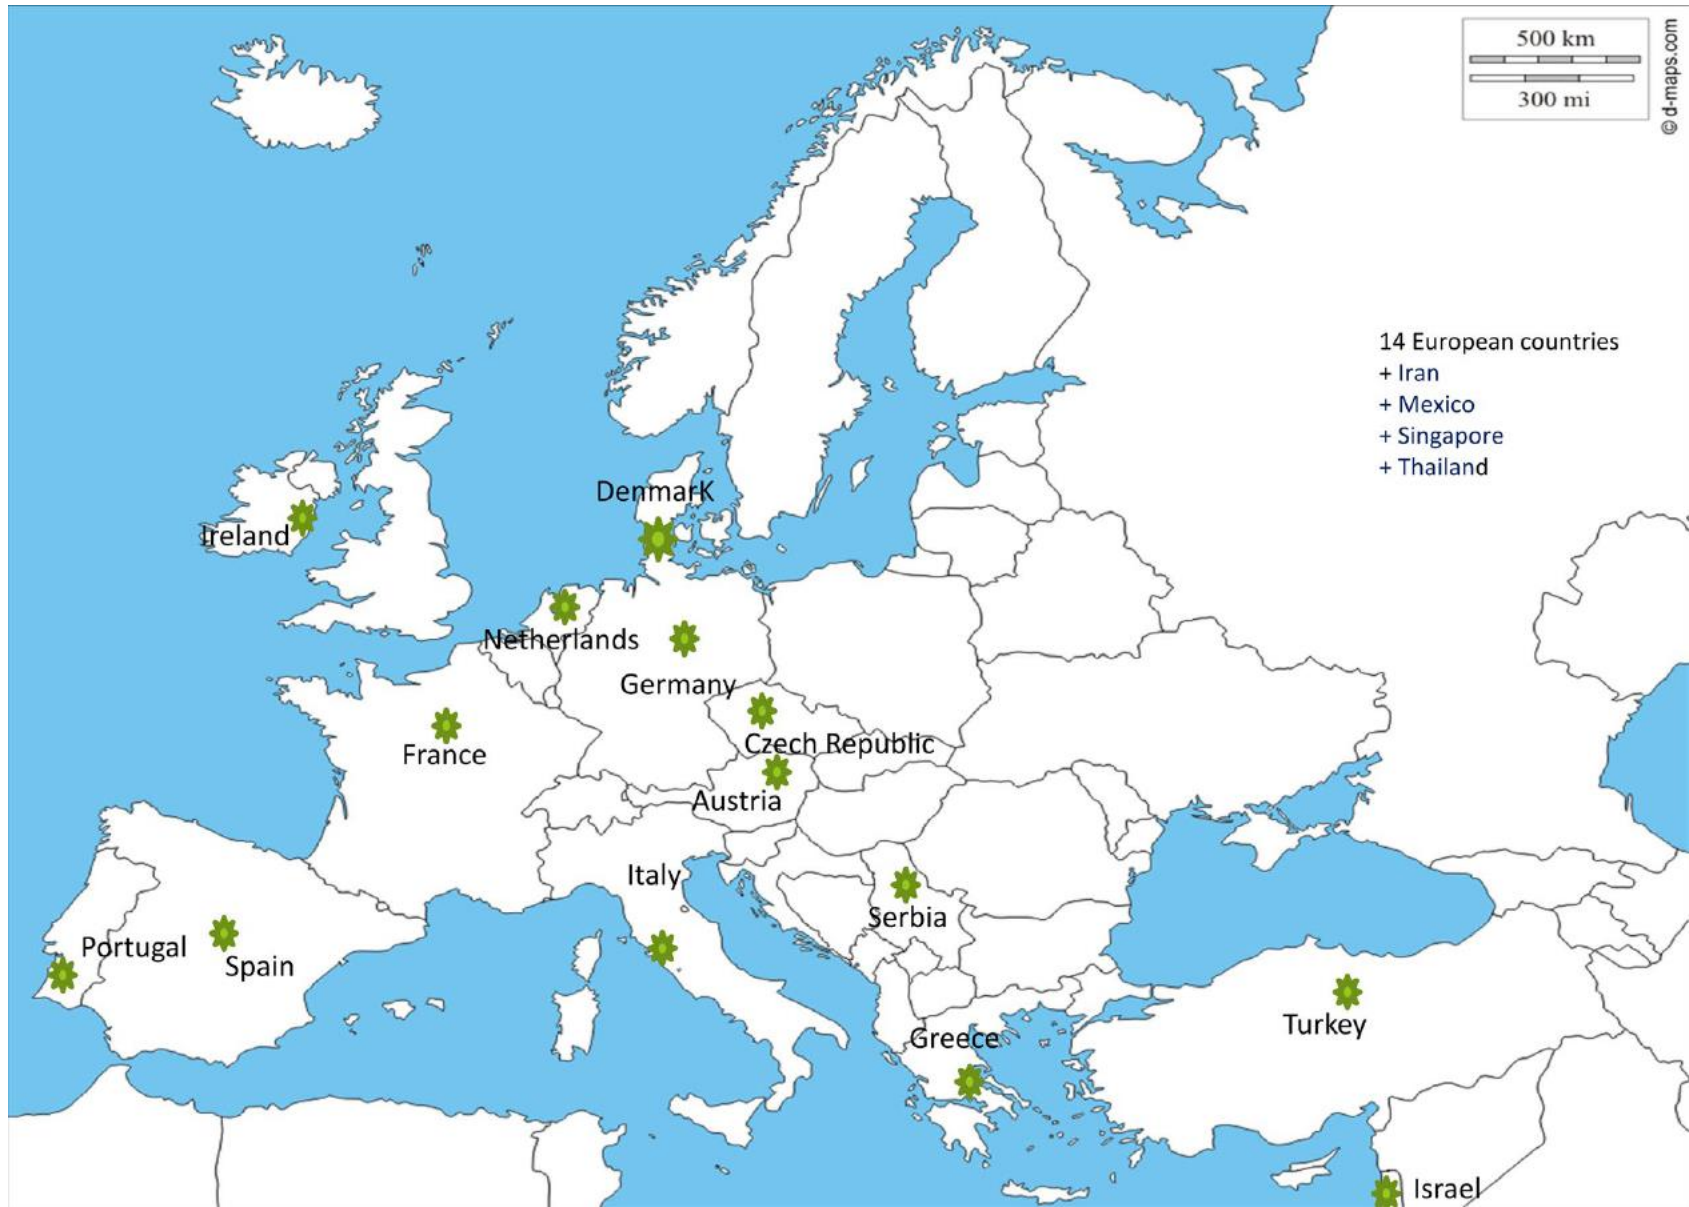 500 km
300 mi
© d-maps.com
14 European countries
+ Iran
+ Mexico
+ Singapore
+ Thailand
DenmarK
Ireland
Netherlands
Germany
Czech Republic
France
Austria
Italy
Serbia
Portugal
Spain
Greece
Turkey
Israel